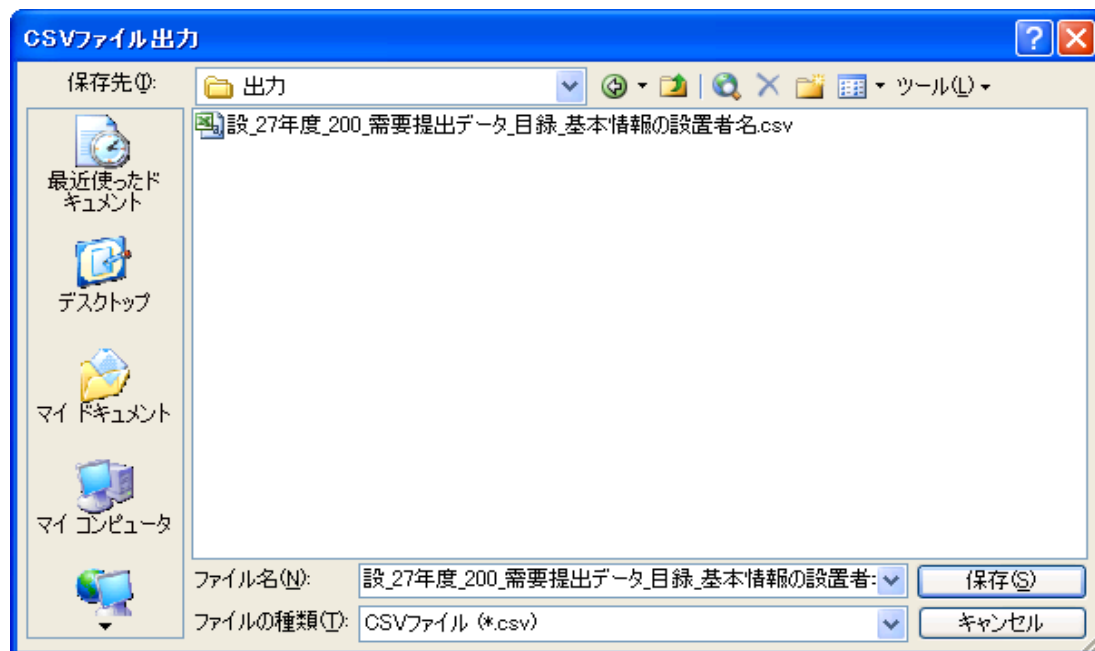 CSVファイル出力
保存先(I):
出力
ツール(L)
設_27年度_200_需要提出データ_目録_基本情報の設置者名.csv
最近使ったド
キュメント
デスクトップ
マイ ドキュメント
マイ コンピュータ
ファイル名(N):
設_27年度_200_需要提出データ_目録_基本情報の設置者
保存(S)
ファイルの種類(T):
CSVファイル (*.csv)
キャンセル